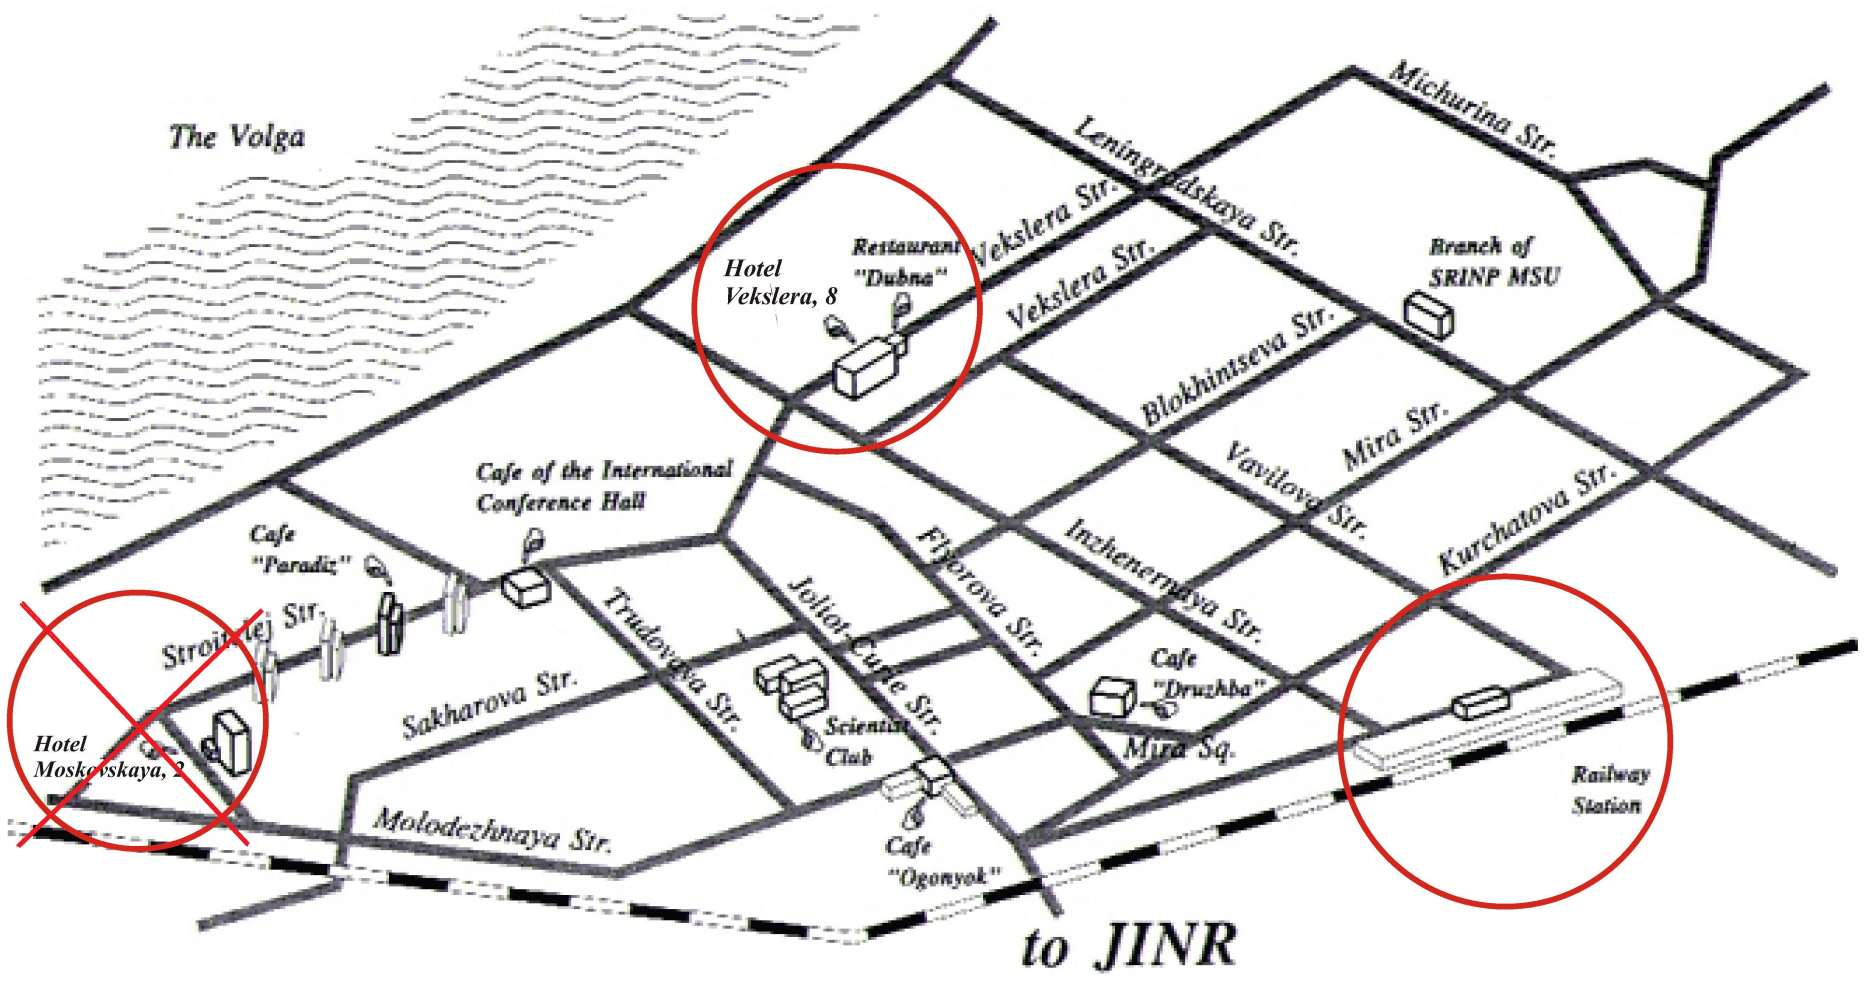 The Volga
Michurina Str.
Leningradskaya Str.
Vekslera Str.
Restaurant
"Dubna"
Hotel
Vekslera, 8
Vekslera Str.
Branch of
SRINP MSU
Blokhintseva Str.
Mira Str.
Vavilova Str.
Kurchatova Str.
Cafe of the International
Conference Hall
Cafe
"Paradiz"
Flyorova Str.
Inzhenernaya Str.
Stroitelej Str.
Trudovaya Str.
Joliot-Curie Str.
Sakharova Str.
Cafe
"Druzhba"
Mira Sq.
Scientist
Club
Hotel
Moskovskaya, 2
Railway
Station
Molodezhnaya Str.
Cafe
"Ogonyok"
to JINR